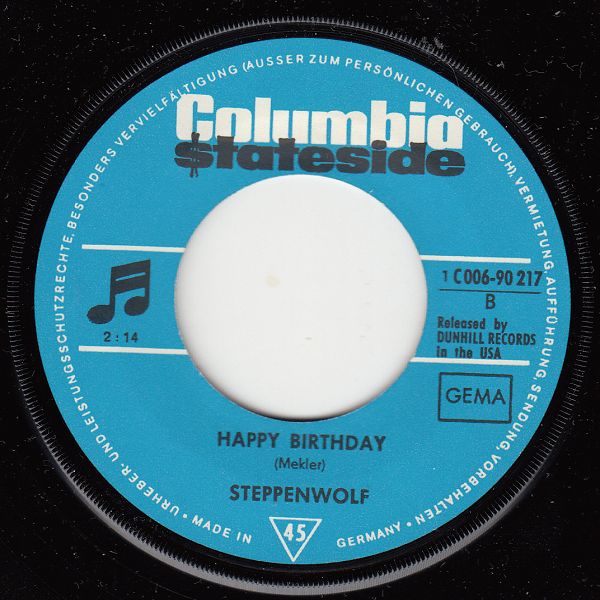 URHEBER- UND LEISTUNGSSCHUTZRECHTE, BESONDERS VERVIELFÄLTIGUNG (AUSSER ZUM PERSÖNLICHEN GEBRAUCH), VERMIETUNG, AUFFÜHRUNG, SENDUNG, VORBEHALTEN
Columbia
$tateside
1 C006-90 217
B
2:14
Released by
DUNHILL RECORDS
in the USA
GEMA
HAPPY BIRTHDAY
(Mekler)
STEPPENWOLF
• MADE IN 45 GERMANY •